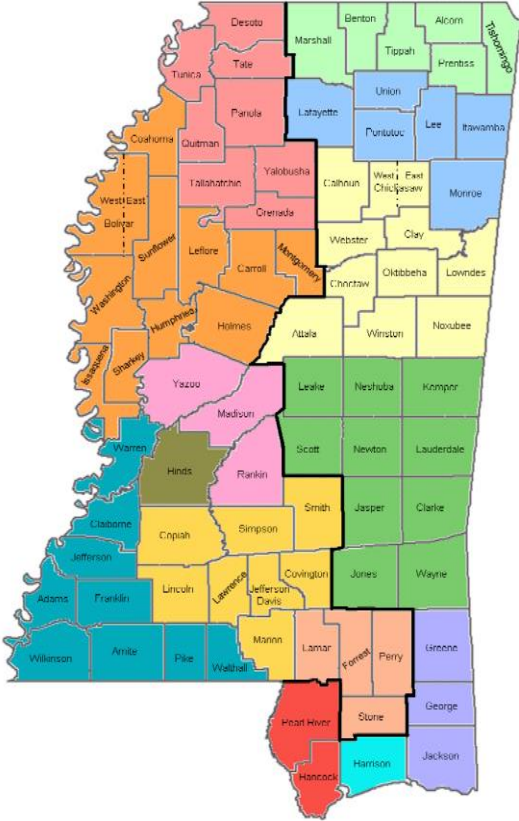 Desoto
Benton
Alcorn
Tishomingo
Marshall
Tippah
Prentiss
Tunica
Tate
Panola
Union
Lafayette
Pontotoc
Lee
Itawamba
Quitman
Coahoma
Tallahatchie
Yalobusha
Calhoun
West East
Chickasaw
Monroe
West East
Bolivar
Sunflower
Grenada
Leflore
Webster
Clay
Carroll
Montgomery
Choctaw
Oktibbeha
Lowndes
Washington
Humphrea
Holmes
Attala
Winston
Noxubee
Issaquena
Sharkey
Yazoo
Leake
Neshoba
Kemper
Madison
Warren
Hinds
Rankin
Scott
Newton
Lauderdale
Claiborne
Copiah
Simpson
Smith
Jasper
Clarke
Jefferson
Adams
Franklin
Lincoln
Lawrence
Jefferson
Davis
Covington
Jones
Wayne
Wilkinson
Amite
Pike
Walthall
Marion
Lamar
Forrest
Perry
Greene
Pearl River
Stone
George
Hancock
Harrison
Jackson